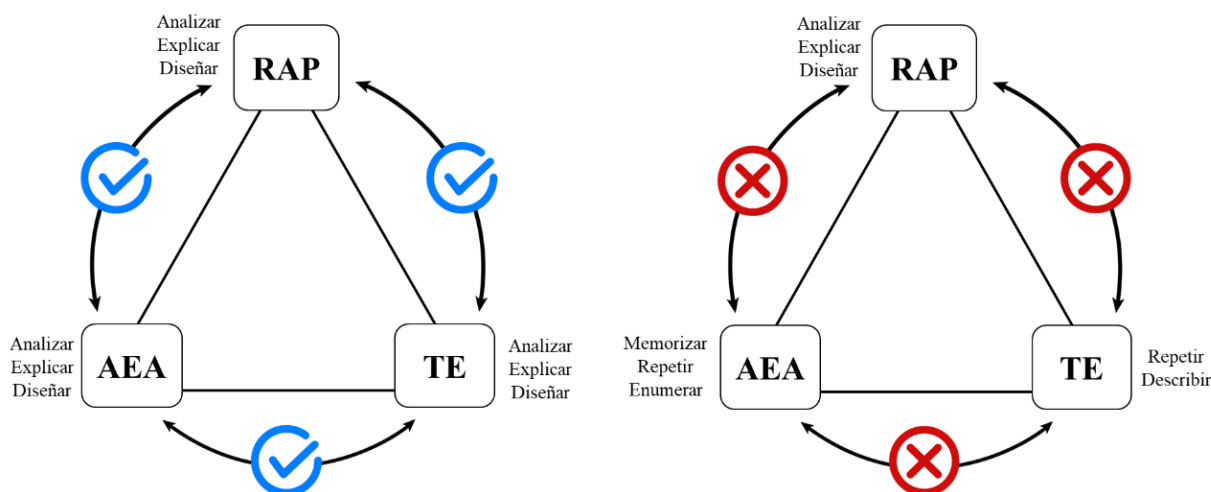 Analizar
Explicar
Diseñar
RAP
Analizar
Explicar
Diseñar
AEA
TE
Analizar
Explicar
Diseñar
Analizar
Explicar
Diseñar
RAP
Memorizar
Repetir
Enumerar
AEA
TE
Repetir
Describir